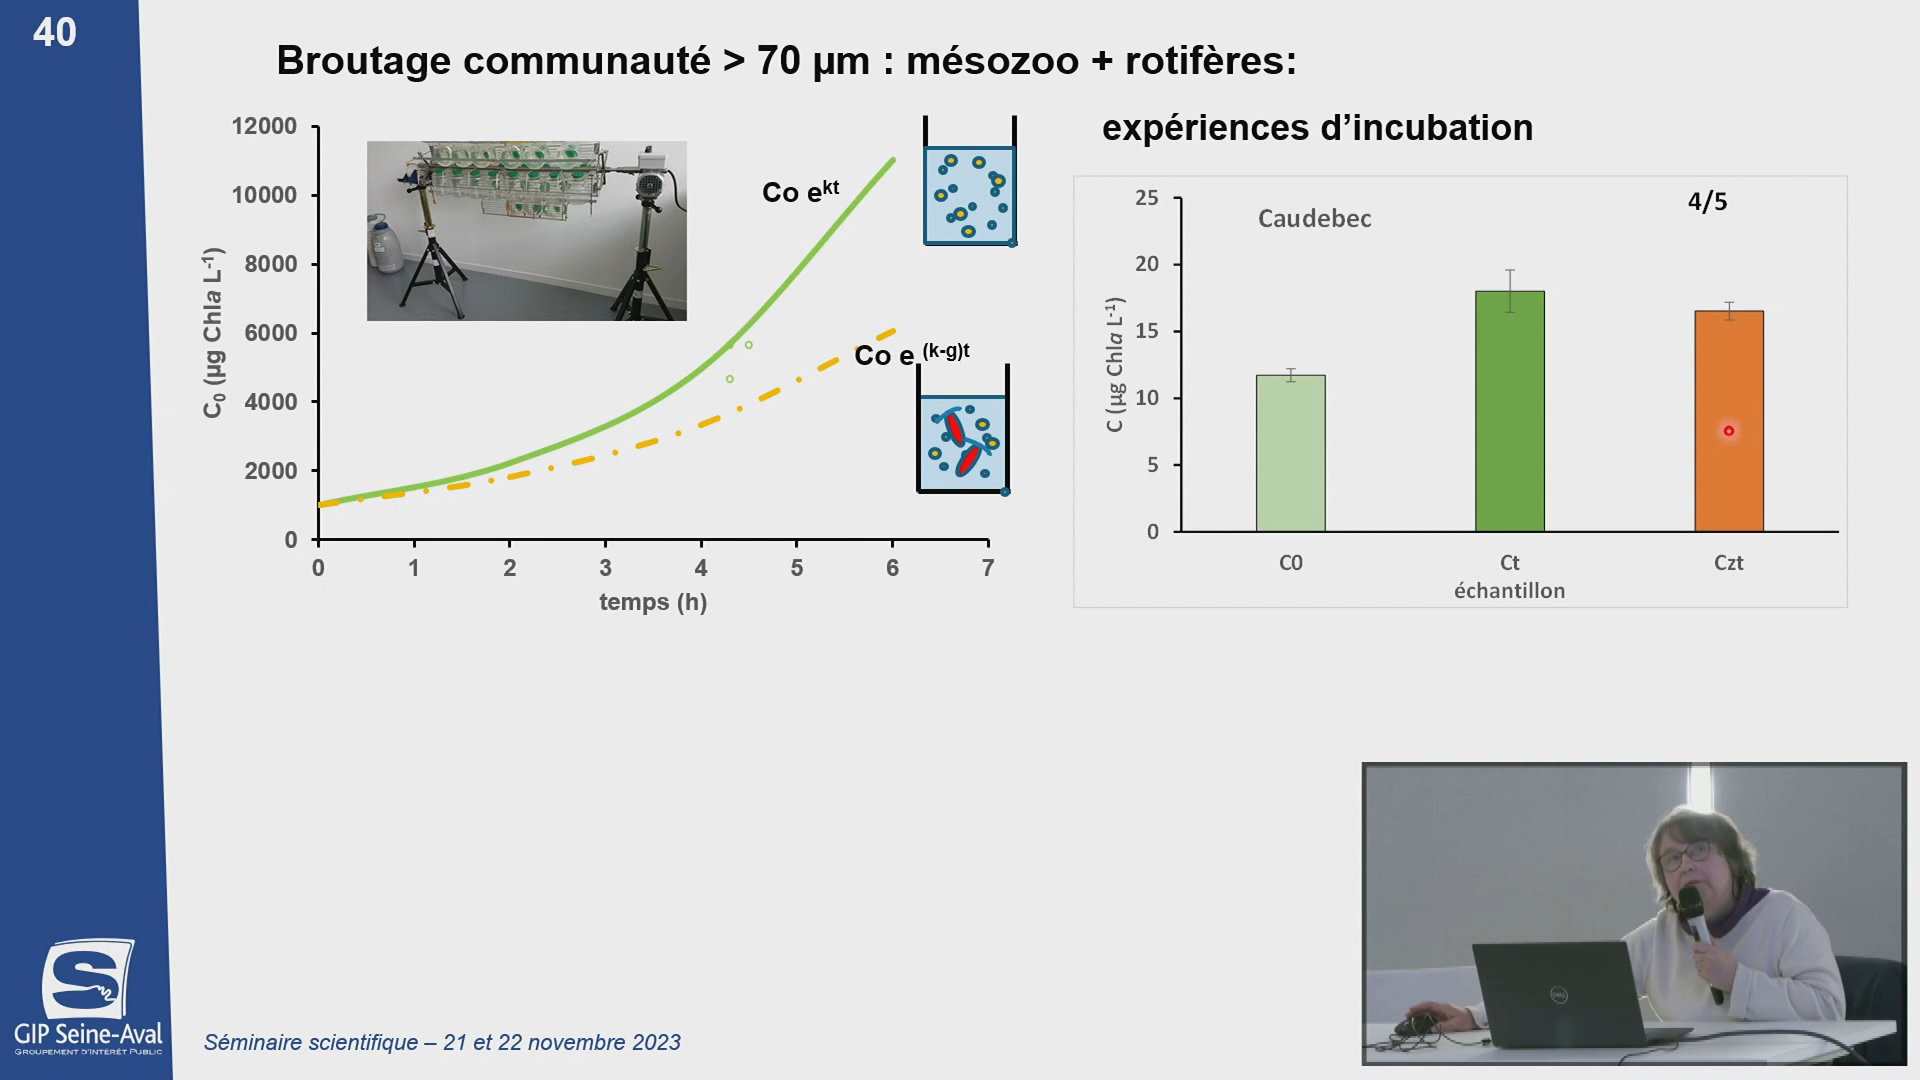 40
Broutage communauté > 70 µm : mésozoo + rotifères:
expériences d’incubation
12000
10000
8000
6000
4000
2000
0
C₀ (µg Chla L⁻¹)
Co eᵏᵗ
Co e ⁽ᵏ⁻ᵍ⁾ᵗ
0 1 2 3 4 5 6 7
temps (h)
25
20
15
10
5
0
C (µg Chla L⁻¹)
Caudebec
4/5
C0 Ct Czt
échantillon
DELL
S
GIP Seine-Aval
GROUPEMENT D'INTÉRÊT PUBLIC
Séminaire scientifique – 21 et 22 novembre 2023